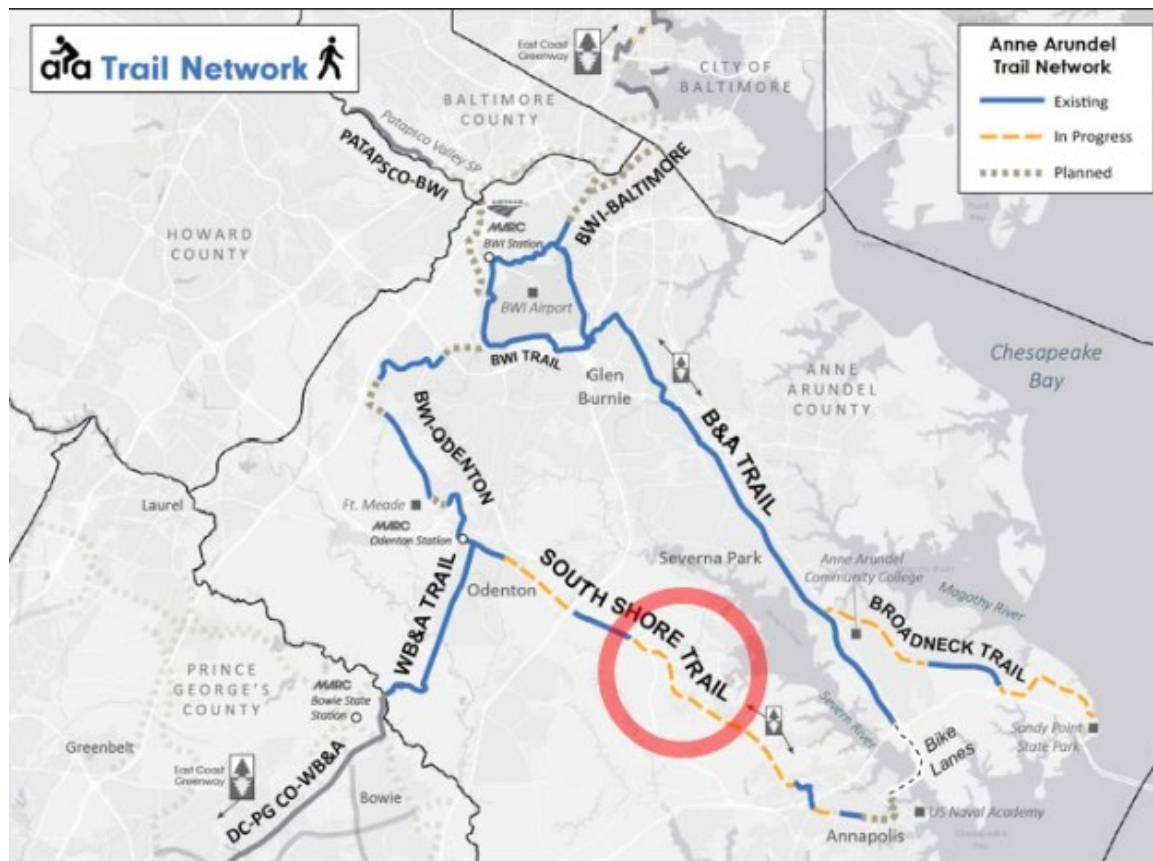 ara Trail Network
Anne Arundel
Trail Network
Existing
In Progress
Planned
East Coast
Greenway
CITY OF
BALTIMORE
BALTIMORE
COUNTY
Patapsco Valley SP
PATAPSCO-BWI
BWI-BALTIMORE
AMTRAK
MARC
BWI Station
HOWARD
COUNTY
BWI Airport
BWI TRAIL
Glen
Burnie
ANNE
ARUNDEL
COUNTY
Chesapeake
Bay
B&A TRAIL
BWI-ODENTON
Laurel
Ft. Meade
MARC
Odenton Station
Severna Park
Anne Arundel
Community College
Magothy River
BROADNECK TRAIL
SOUTH SHORE TRAIL
Odenton
WB&A TRAIL
PRINCE
GEORGE'S
COUNTY
MARC
Bowie State
Station
Severn River
Sandy Point
State Park
Bike
Lanes
Greenbelt
East Coast
Greenway
DC-PG CO-WB&A
Bowie
US Naval Academy
Annapolis